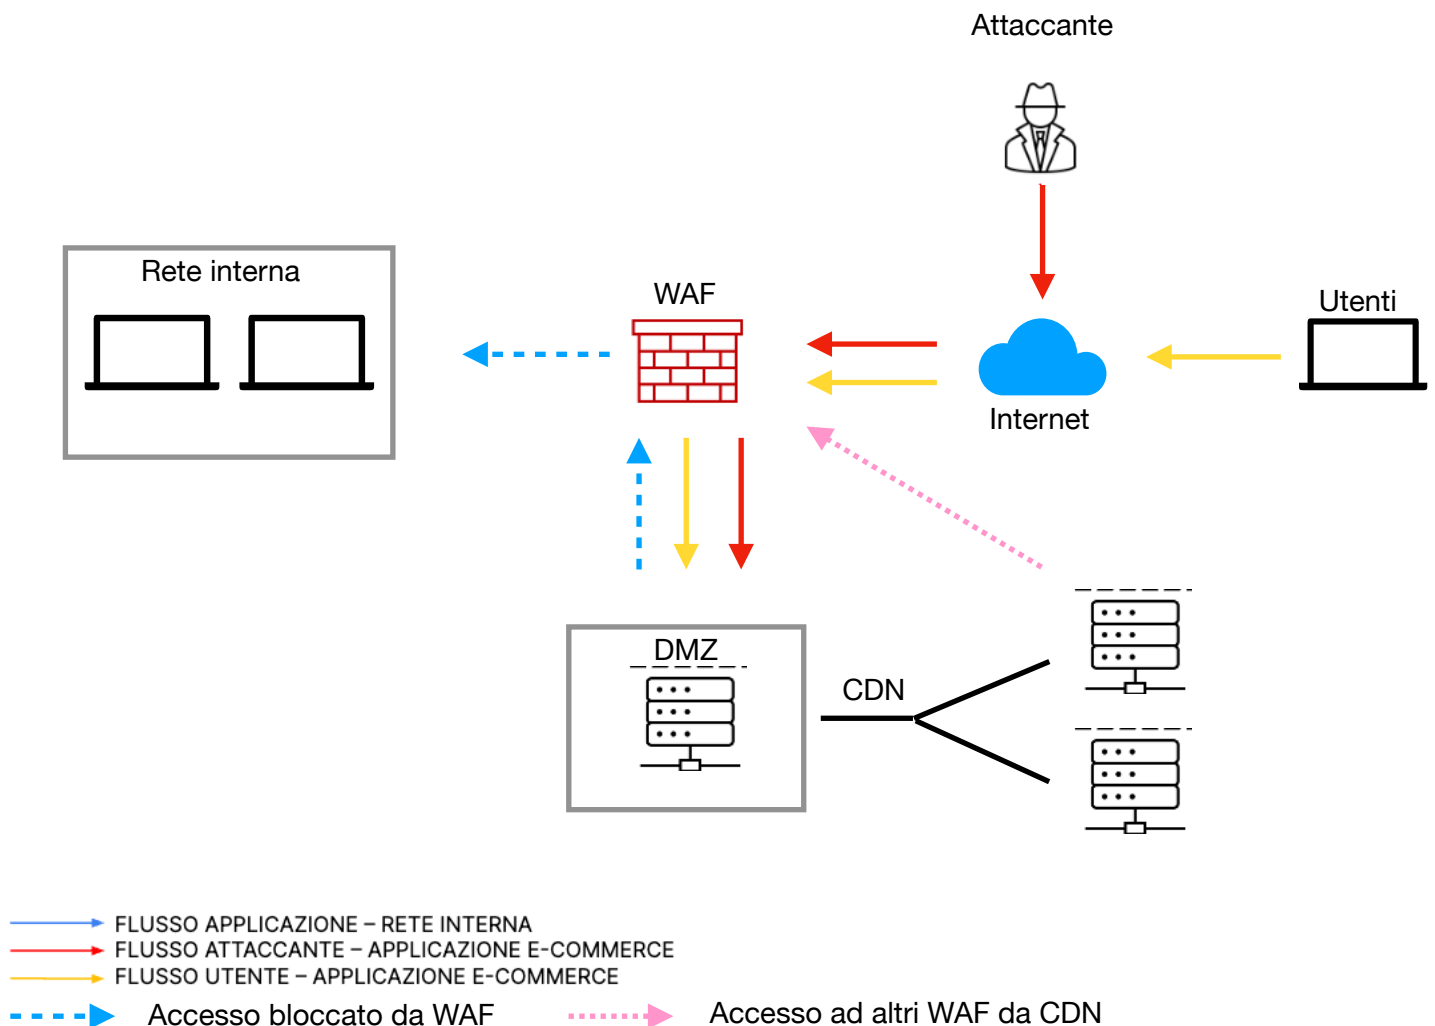 Attaccante
Rete interna
WAF
Utenti
Internet
DMZ
CDN
FLUSSO APPLICAZIONE – RETE INTERNA
FLUSSO ATTACCANTE – APPLICAZIONE E-COMMERCE
FLUSSO UTENTE – APPLICAZIONE E-COMMERCE
Accesso bloccato da WAF
Accesso ad altri WAF da CDN